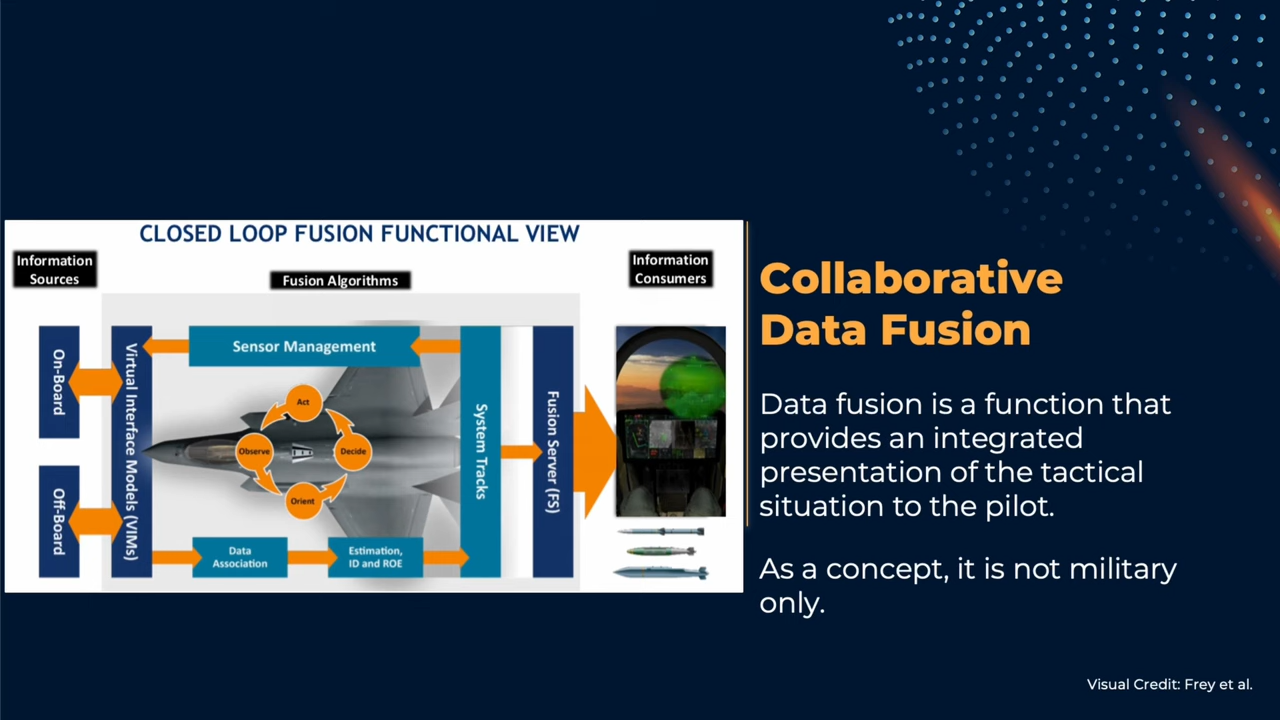 CLOSED LOOP FUSION FUNCTIONAL VIEW
Information
Sources
Fusion Algorithms
Information
Consumers
On-Board
Off-Board
Virtual Interface Models (VIMs)
Sensor Management
Act
Observe
Decide
Orient
Data
Association
Estimation,
ID and ROE
System Tracks
Fusion Server (FS)
Collaborative
Data Fusion
Data fusion is a function that
provides an integrated
presentation of the tactical
situation to the pilot.
As a concept, it is not military
only.
Visual Credit: Frey et al.